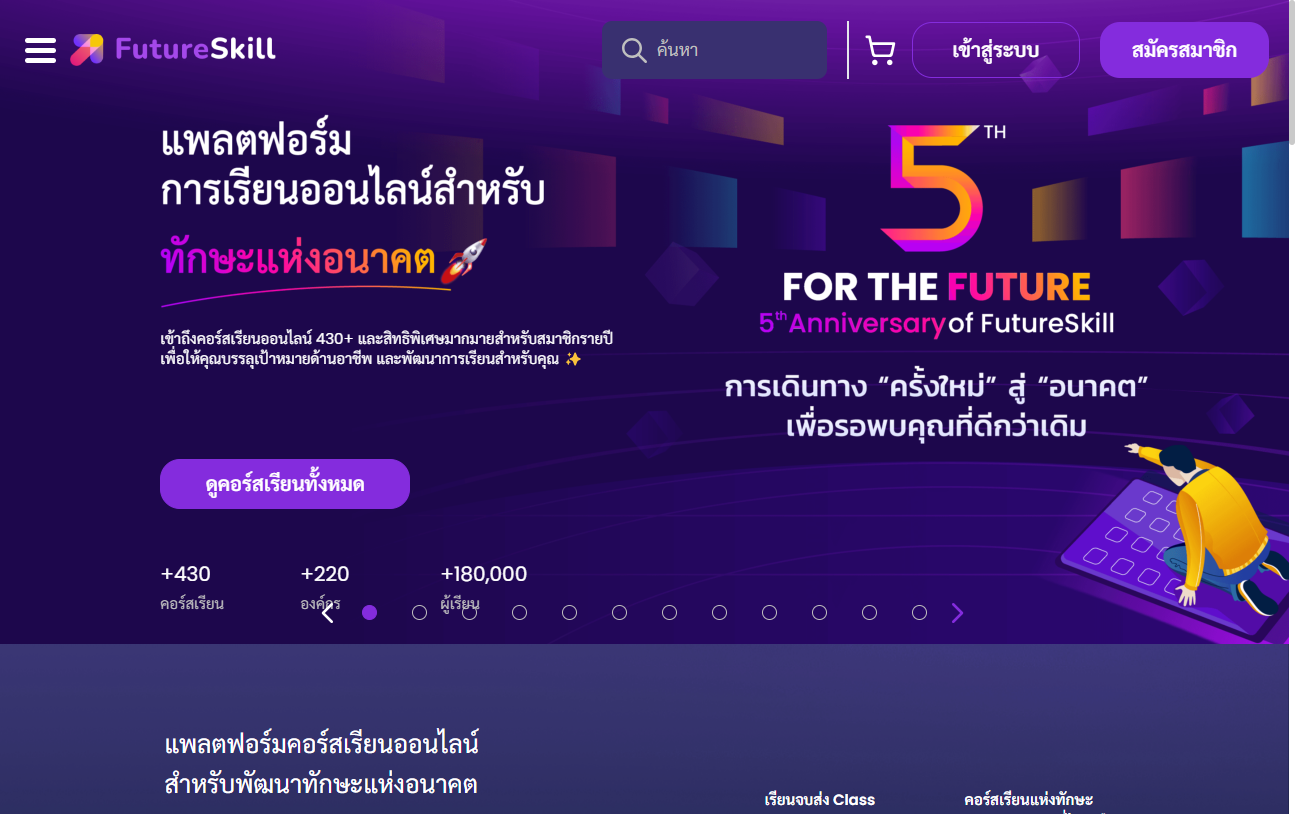 FutureSkill
ค้นหา
เข้าสู่ระบบ
สมัครสมาชิก
แพลตฟอร์ม
การเรียนออนไลน์สำหรับ
ทักษะแห่งอนาคต
เข้าถึงคอร์สเรียนออนไลน์ 430+ และสิทธิพิเศษมากมายสำหรับสมาชิกรายปี
เพื่อให้คุณบรรลุเป้าหมายด้านอาชีพ และพัฒนาการเรียนสำหรับคุณ ✨
ดูคอร์สเรียนทั้งหมด
+430
คอร์สเรียน
+220
องค์กร
+180,000
ผู้เรียน
5TH
FOR THE FUTURE
5th Anniversary of FutureSkill
การเดินทาง “ครั้งใหม่” สู่ “อนาคต”
เพื่อรอพบคุณที่ดีกว่าเดิม
แพลตฟอร์มคอร์สเรียนออนไลน์
สำหรับพัฒนาทักษะแห่งอนาคต
เรียนจบส่ง Class
คอร์สเรียนแห่งทักษะ